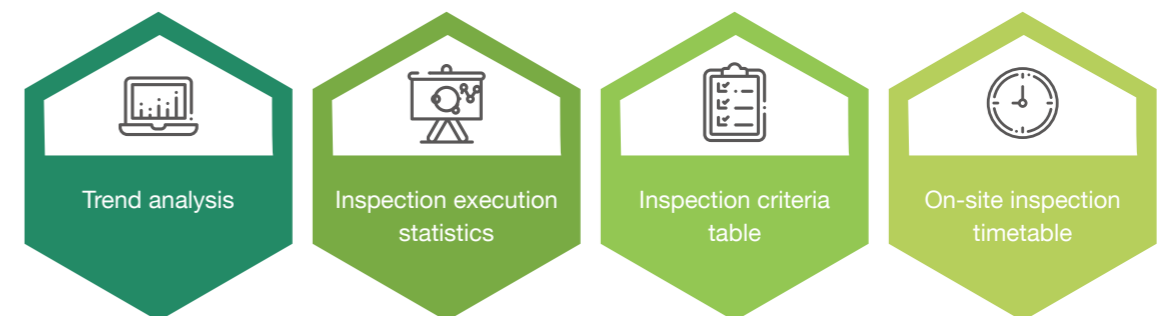 Trend analysis
Inspection execution
statistics
Inspection criteria
table
On-site inspection
timetable